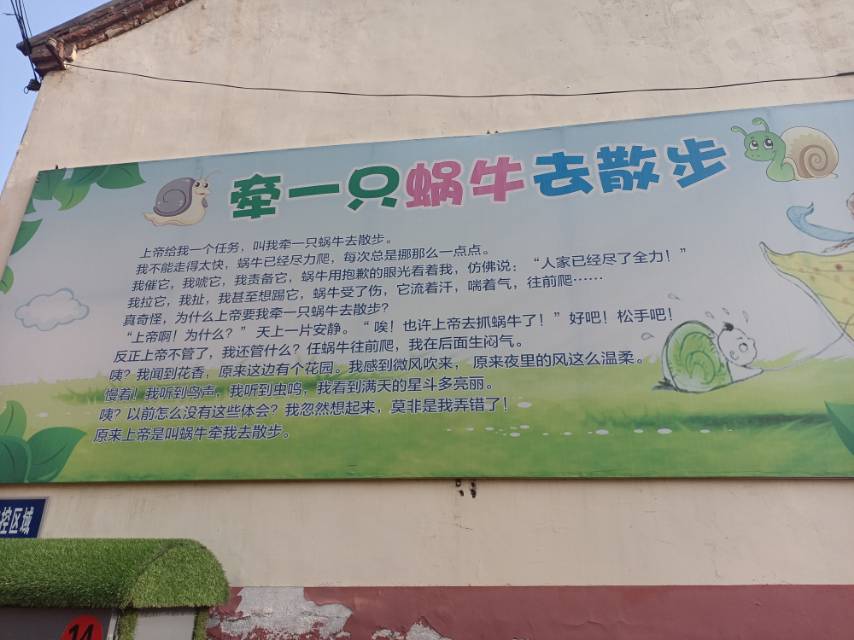 牵一只蜗牛去散步
上帝给我一个任务，叫我牵一只蜗牛去散步。
我不能走得太快，蜗牛已经尽力爬，每次总是挪那么一点点。
我催它，我唬它，我责备它，蜗牛用抱歉的眼光看着我，仿佛说：“人家已经尽了全力！”
我拉它，我扯，我甚至想踢它，蜗牛受了伤，它流着汗，喘着气，往前爬……
真奇怪，为什么上帝要我牵一只蜗牛去散步？
“上帝啊！为什么？”天上一片安静。“唉！也许上帝去抓蜗牛了！”好吧！松手吧！
反正上帝不管了，我还管什么？任蜗牛往前爬，我在后面生闷气。
咦？我闻到花香，原来这边有个花园。我感到微风吹来，原来夜里的风这么温柔。
慢着！我听到鸟声，我听到虫鸣，我看到满天的星斗多亮丽。
咦？以前怎么没有这些体会？我忽然想起来，莫非是我弄错了！
原来上帝是叫蜗牛牵我去散步。
控区域
14